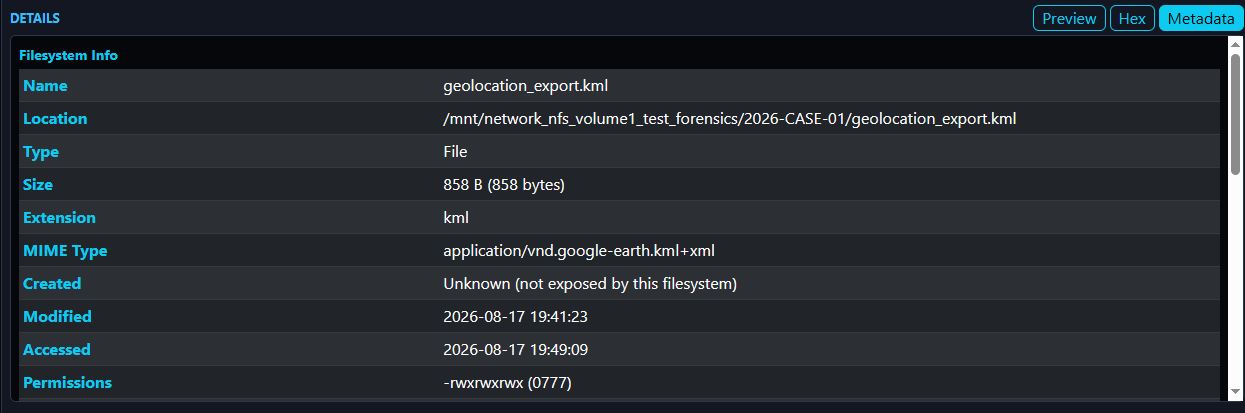 DETAILS Preview Hex Metadata
Filesystem Info
Name geolocation_export.kml
Location /mnt/network_nfs_volume1_test_forensics/2026-CASE-01/geolocation_export.kml
Type File
Size 858 B (858 bytes)
Extension kml
MIME Type application/vnd.google-earth.kml+xml
Created Unknown (not exposed by this filesystem)
Modified 2026-08-17 19:41:23
Accessed 2026-08-17 19:49:09
Permissions -rwxrwxrwx (0777)